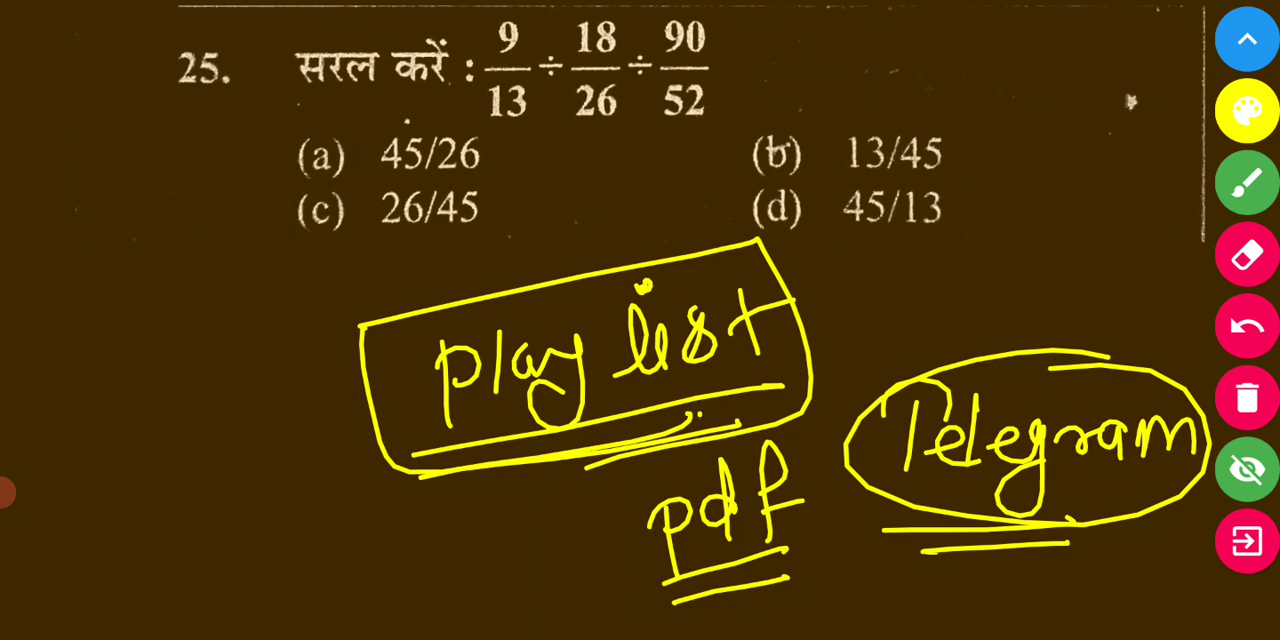 25. सरल करें : 9/13 ÷ 18/26 ÷ 90/52
(a) 45/26 (b) 13/45
(c) 26/45 (d) 45/13
play list
Telegram
pdf